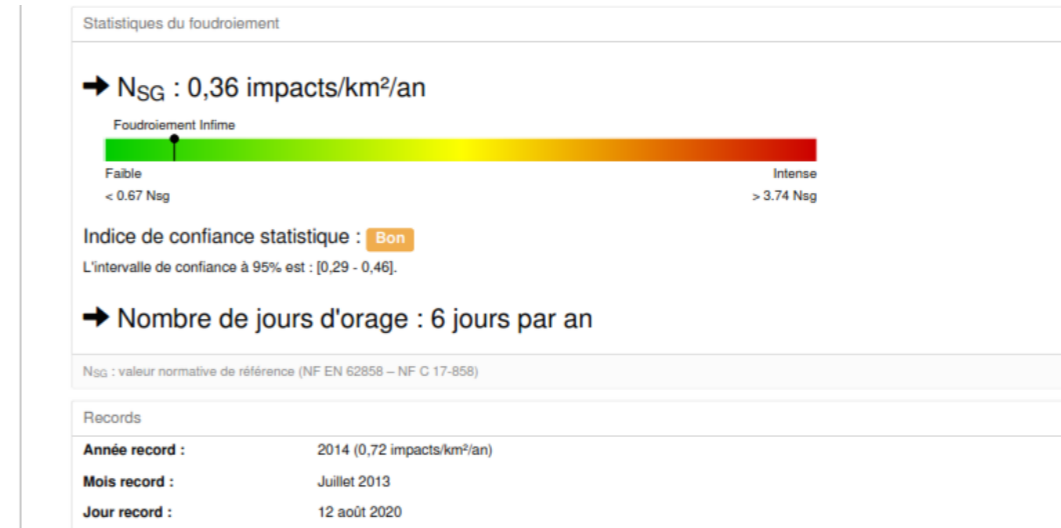 Statistiques du foudroiement
➜ NSG : 0,36 impacts/km²/an
Foudroiement Infime
Faible Intense
< 0.67 Nsg > 3.74 Nsg
Indice de confiance statistique : Bon
L'intervalle de confiance à 95% est : [0,29 - 0,46].
➜ Nombre de jours d'orage : 6 jours par an
NSG : valeur normative de référence (NF EN 62858 – NF C 17-858)
Records
Année record : 2014 (0,72 impacts/km²/an)
Mois record : Juillet 2013
Jour record : 12 août 2020